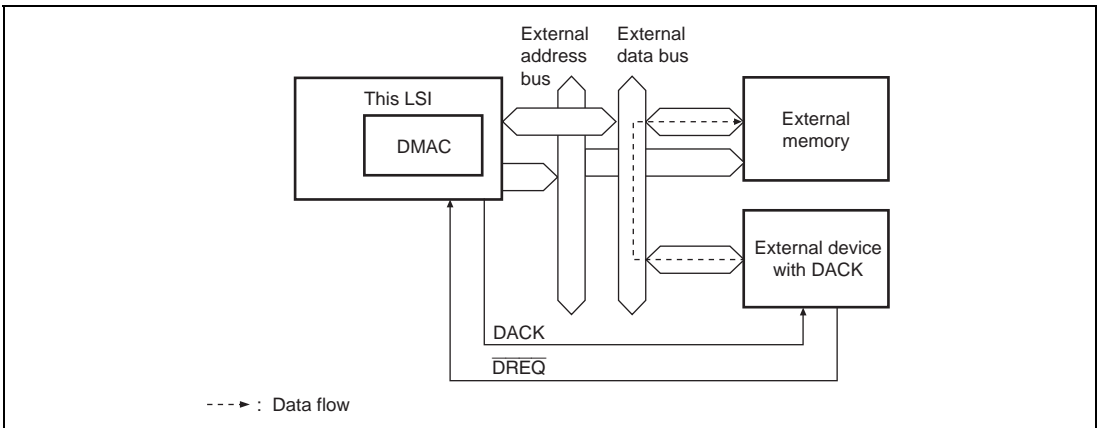 External
address
bus
External
data bus
This LSI
DMAC
External
memory
External device
with DACK
DACK
DREQ
: Data flow